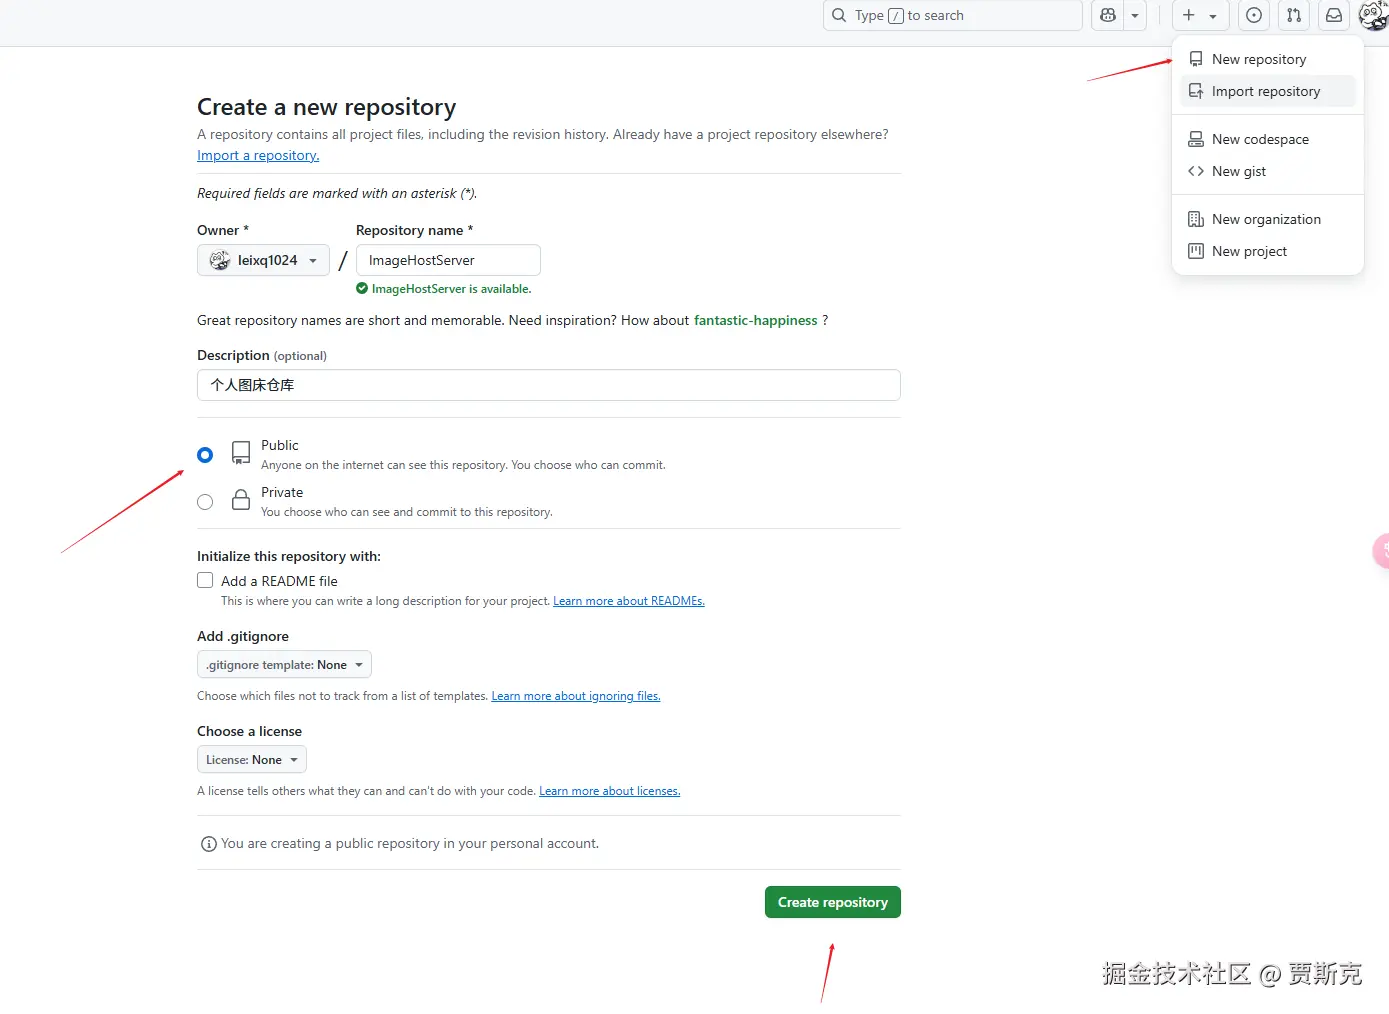 Type / to search
New repository
Import repository
New codespace
New gist
New organization
New project
Create a new repository
A repository contains all project files, including the revision history. Already have a project repository elsewhere?
Import a repository.
Required fields are marked with an asterisk (*).
Owner *
Repository name *
leixq1024
/
ImageHostServer
ImageHostServer is available.
Great repository names are short and memorable. Need inspiration? How about fantastic-happiness ?
Description (optional)
个人图床仓库
Public
Anyone on the internet can see this repository. You choose who can commit.
Private
You choose who can see and commit to this repository.
Initialize this repository with:
Add a README file
This is where you can write a long description for your project. Learn more about READMEs.
Add .gitignore
.gitignore template: None
Choose which files not to track from a list of templates. Learn more about ignoring files.
Choose a license
License: None
A license tells others what they can and can't do with your code. Learn more about licenses.
You are creating a public repository in your personal account.
Create repository
掘金技术社区 @ 贾斯克